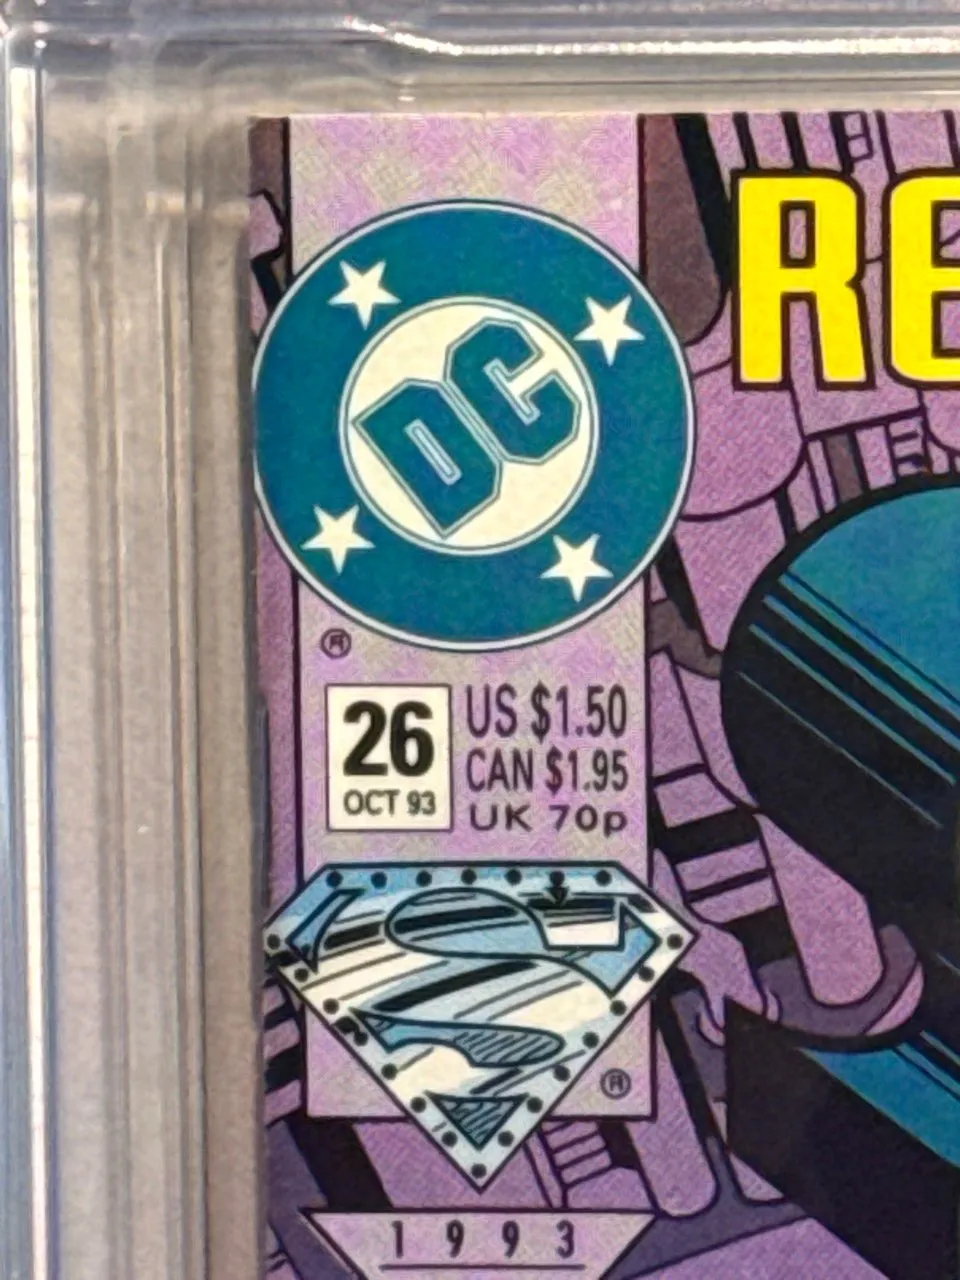 RE
DC
®
26
OCT 93
US $1.50
CAN $1.95
UK 70p
S
®
1993